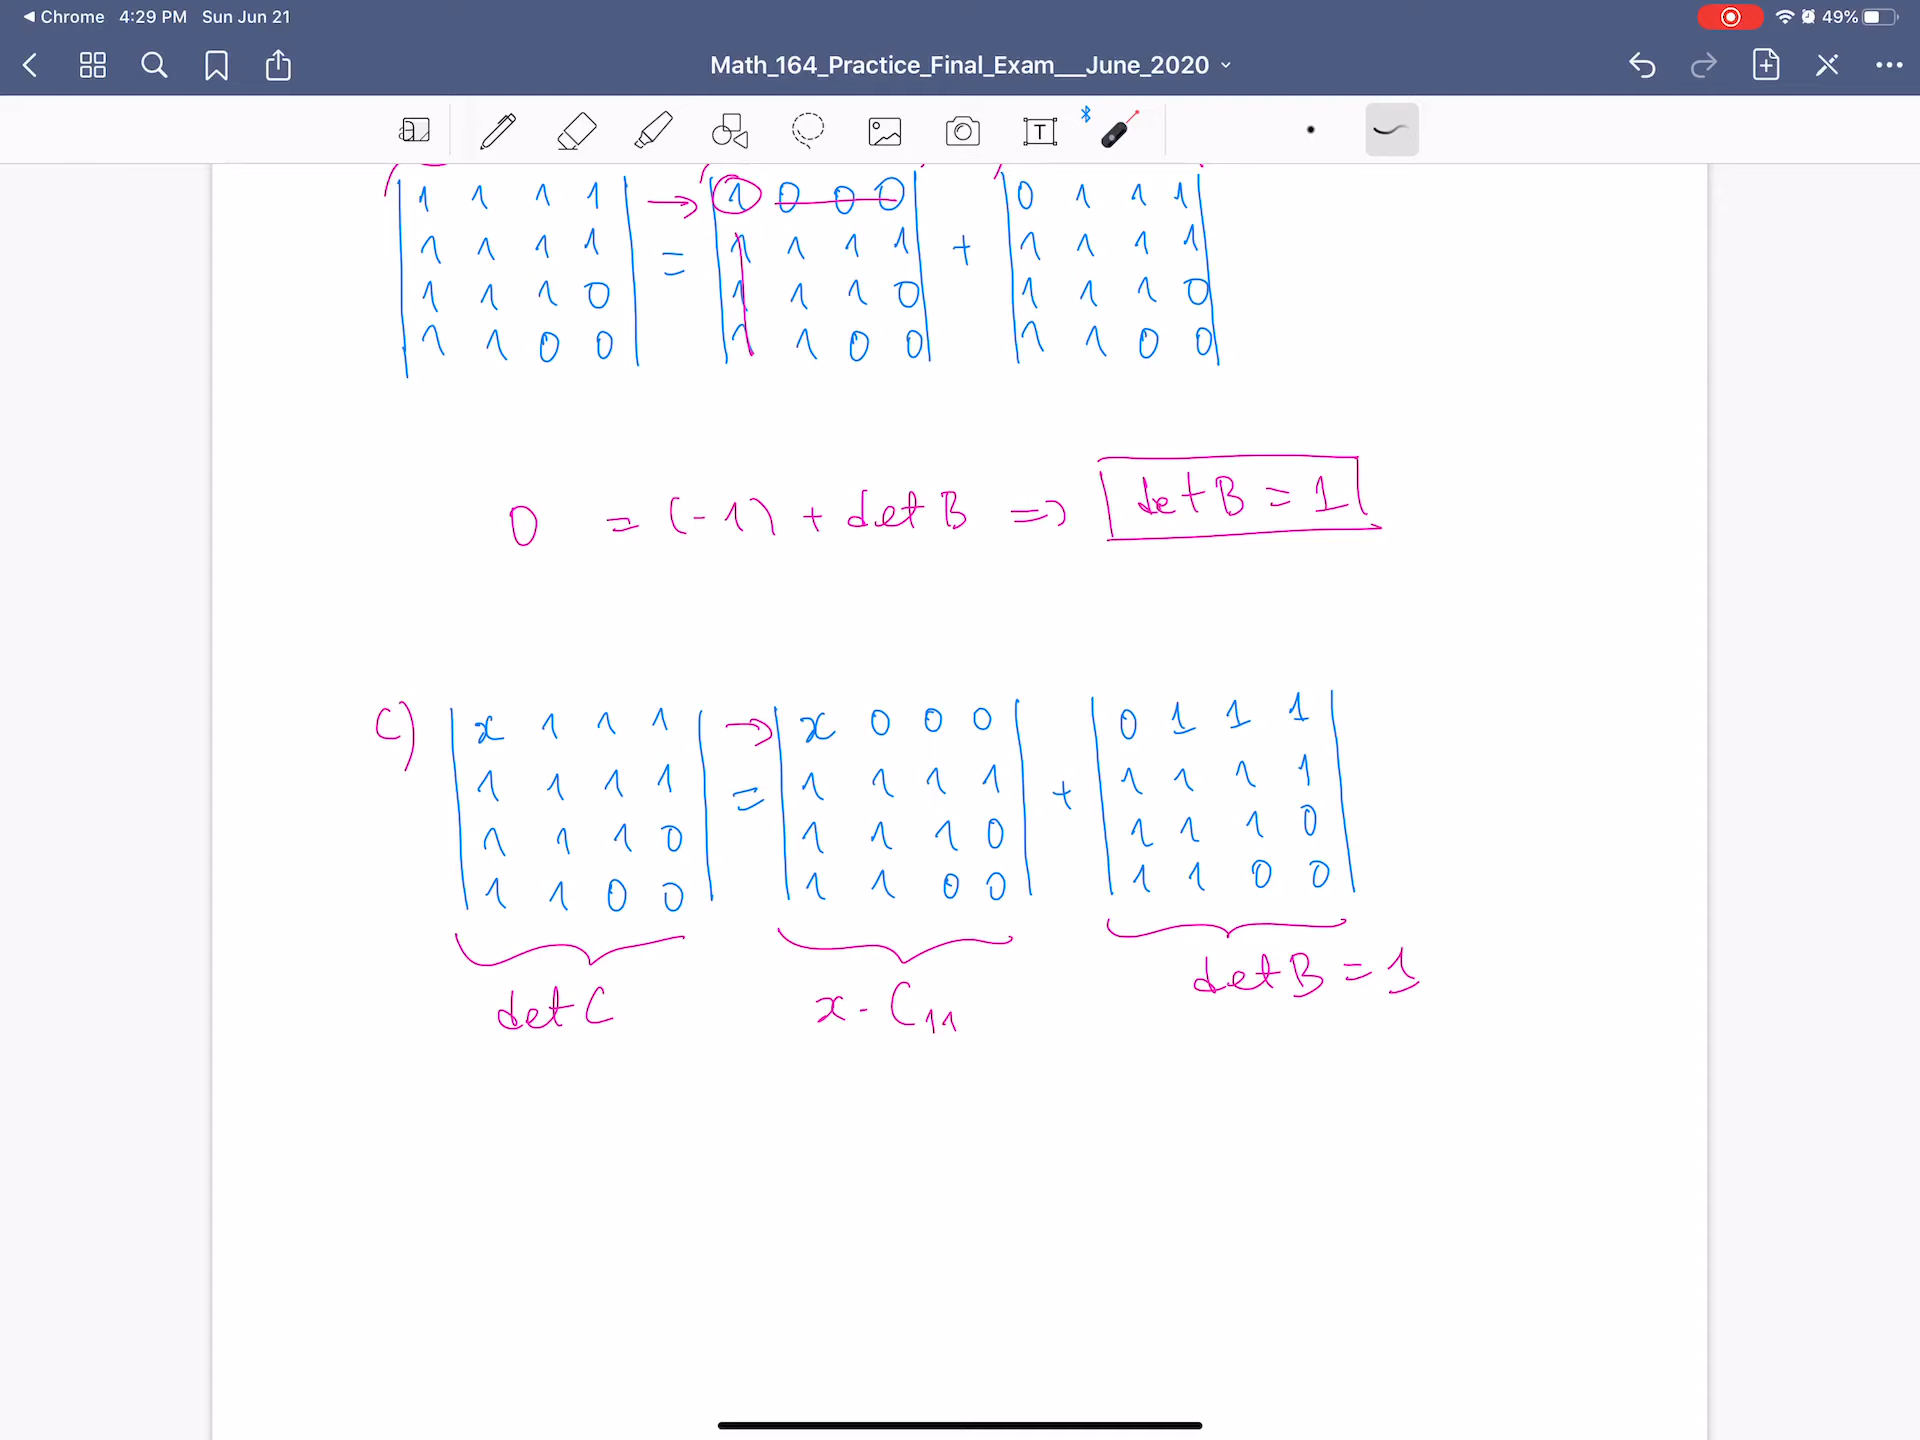 ◀ Chrome 4:29 PM Sun Jun 21 49%
Math_164_Practice_Final_Exam___June_2020
a T
| 1 1 1 1 | → | 1 0 0 0 | | 0 1 1 1 |
| 1 1 1 1 | = | 1 1 1 1 | + | 1 1 1 1 |
| 1 1 1 0 | | 1 1 1 0 | | 1 1 1 0 |
| 1 1 0 0 | | 1 1 0 0 | | 1 1 0 0 |
0 = (-1) + det B => det B = 1
C) | x 1 1 1 | → | x 0 0 0 | | 0 1 1 1 |
| 1 1 1 1 | = | 1 1 1 1 | + | 1 1 1 1 |
| 1 1 1 0 | | 1 1 1 0 | | 1 1 1 0 |
| 1 1 0 0 | | 1 1 0 0 | | 1 1 0 0 |
det C x · C₁₁ det B = 1